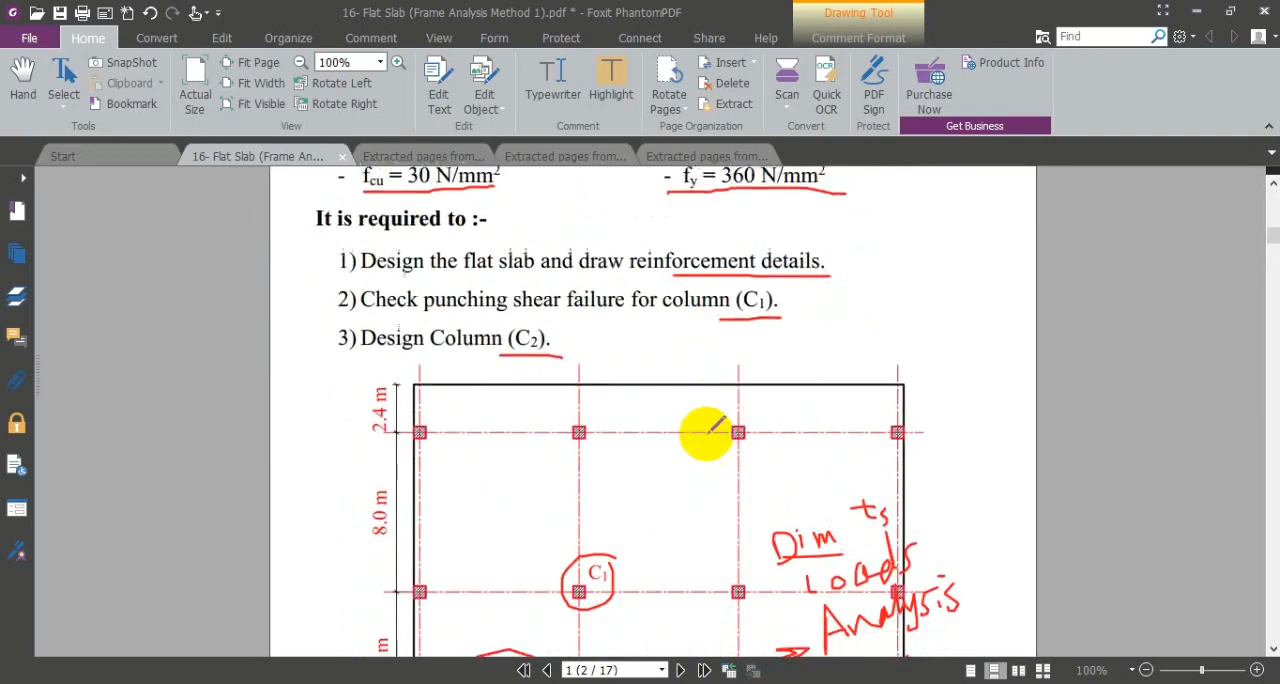 16- Flat Slab (Frame Analysis Method 1).pdf * - Foxit PhantomPDF
Drawing Tool
File Home Convert Edit Organize Comment View Form Protect Connect Share Help Comment Format
Find
Hand
Select
SnapShot
Clipboard
Bookmark
Tools
Actual Size
Fit Page
Fit Width
Fit Visible
100%
Rotate Left
Rotate Right
View
Edit Text
Edit Object
Edit
Typewriter
Highlight
Comment
Rotate Pages
Insert
Delete
Extract
Page Organization
Scan
Quick OCR
Convert
PDF Sign
Protect
Purchase Now
Product Info
Get Business
Start
16- Flat Slab (Frame An...
Extracted pages from...
Extracted pages from...
Extracted pages from...
- fcu = 30 N/mm² - fy = 360 N/mm²
It is required to :-
1) Design the flat slab and draw reinforcement details.
2) Check punching shear failure for column (C₁).
3) Design Column (C₂).
2.4 m
8.0 m
C₁
m
Dim ts
Loads
Analysis
1 (2 / 17)
100%